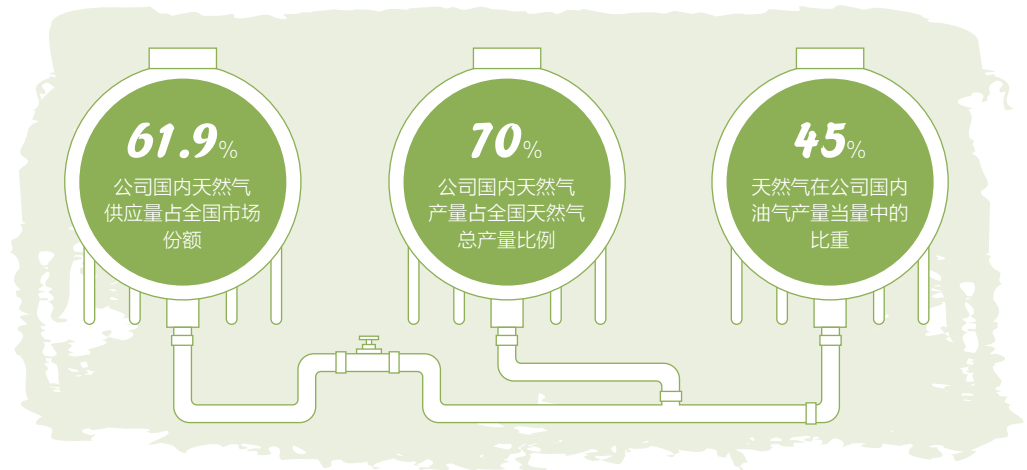 61.9%
公司国内天然气
供应量占全国市场
份额
70%
公司国内天然气
产量占全国天然气
总产量比例
45%
天然气在公司国内
油气产量当量中的
比重